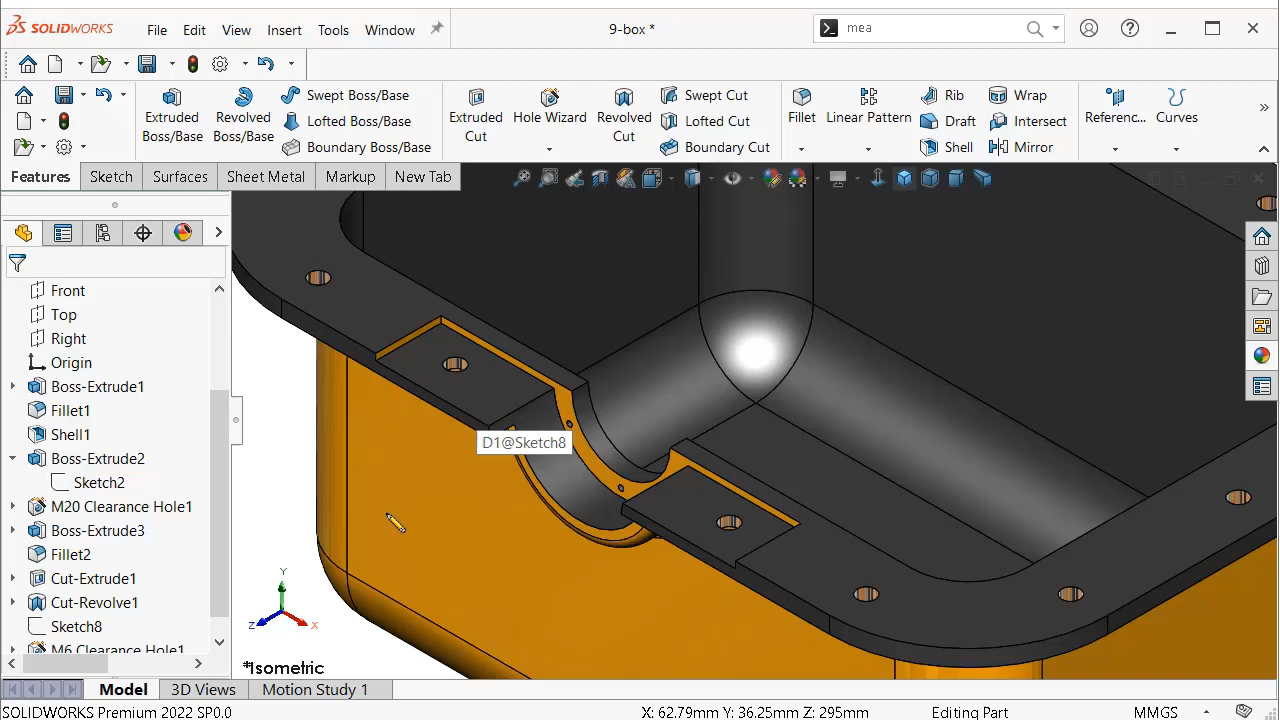 SOLIDWORKS File Edit View Insert Tools Window 9-box * mea
Extruded Boss/Base
Revolved Boss/Base
Swept Boss/Base
Lofted Boss/Base
Boundary Boss/Base
Extruded Cut
Hole Wizard
Revolved Cut
Swept Cut
Lofted Cut
Boundary Cut
Fillet
Linear Pattern
Rib
Draft
Shell
Wrap
Intersect
Mirror
Referenc...
Curves
Features Sketch Surfaces Sheet Metal Markup New Tab
Front
Top
Right
Origin
Boss-Extrude1
Fillet1
Shell1
Boss-Extrude2
Sketch2
M20 Clearance Hole1
Boss-Extrude3
Fillet2
Cut-Extrude1
Cut-Revolve1
Sketch8
M6 Clearance Hole1
D1@Sketch8
Y
Z
X
*Isometric
Model 3D Views Motion Study 1
SOLIDWORKS Premium 2022 SP0.0 X: 62.79mm Y: 36.25mm Z: 295mm Editing Part MMGS